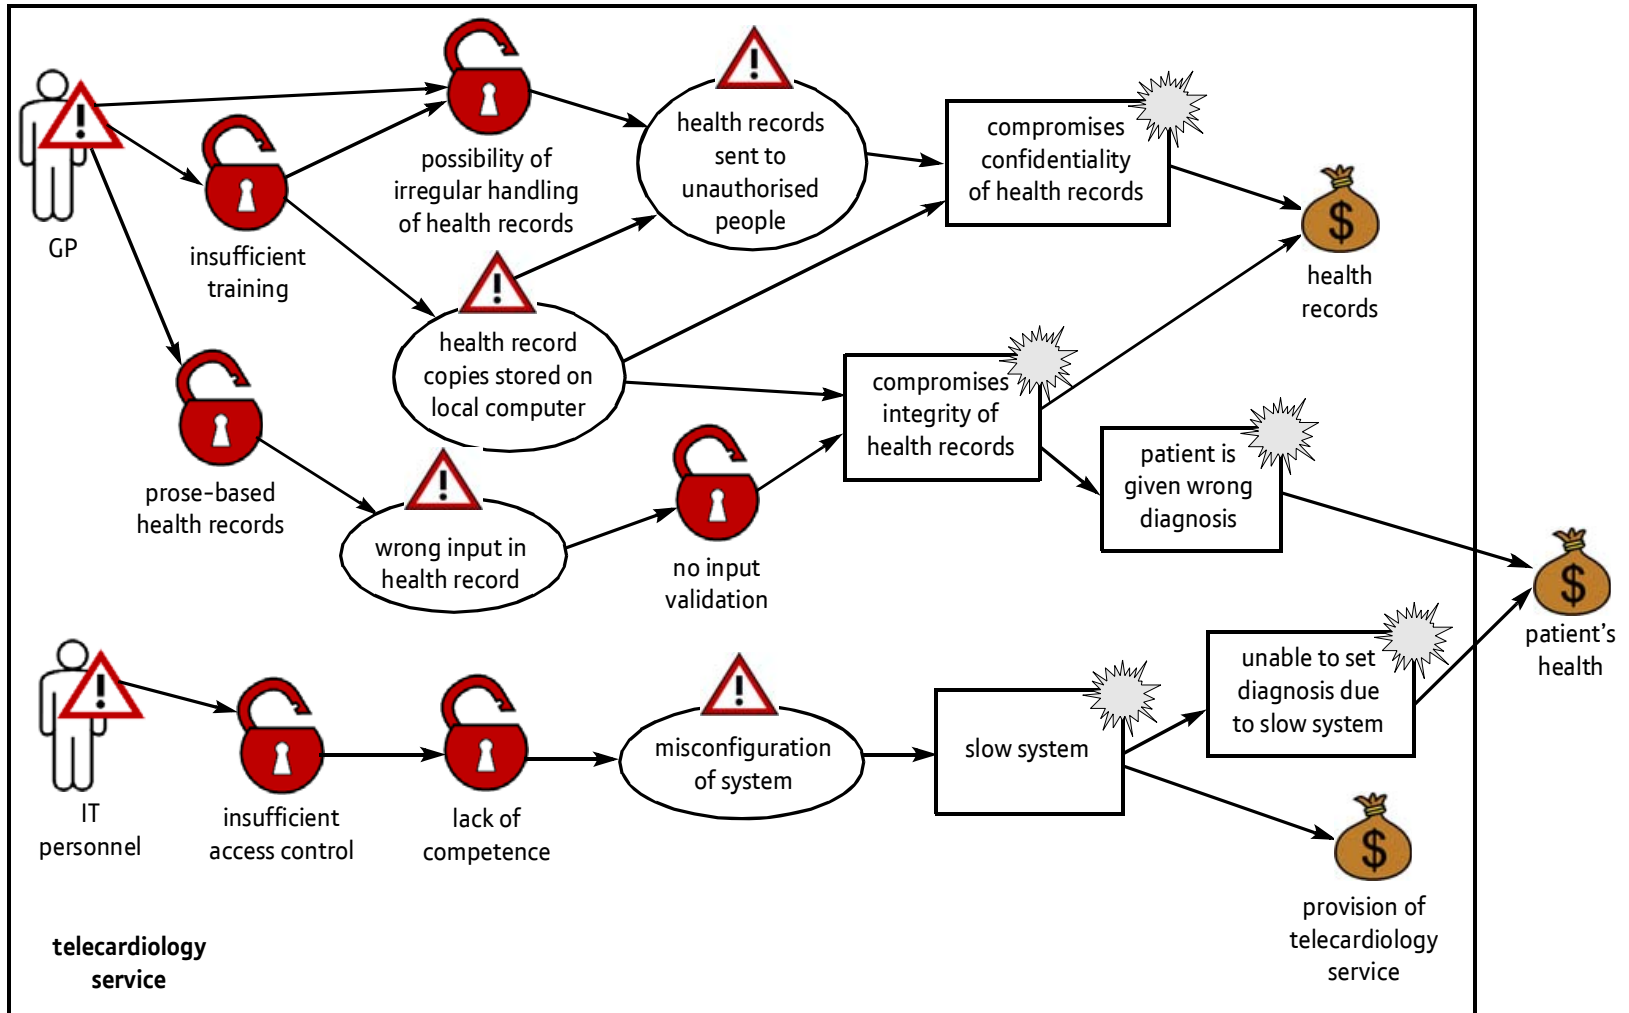 GP
insufficient
training
possibility of
irregular handling
of health records
health records
sent to
unauthorised
people
compromises
confidentiality
of health records
$
health
records
health record
copies stored on
local computer
compromises
integrity of
health records
patient is
given wrong
diagnosis
prose-based
health records
wrong input in
health record
no input
validation
$
patient's
health
IT
personnel
insufficient
access control
lack of
competence
misconfiguration
of system
slow system
unable to set
diagnosis due
to slow system
$
provision of
telecardiology
service
telecardiology
service
!
!
!
!
!
!